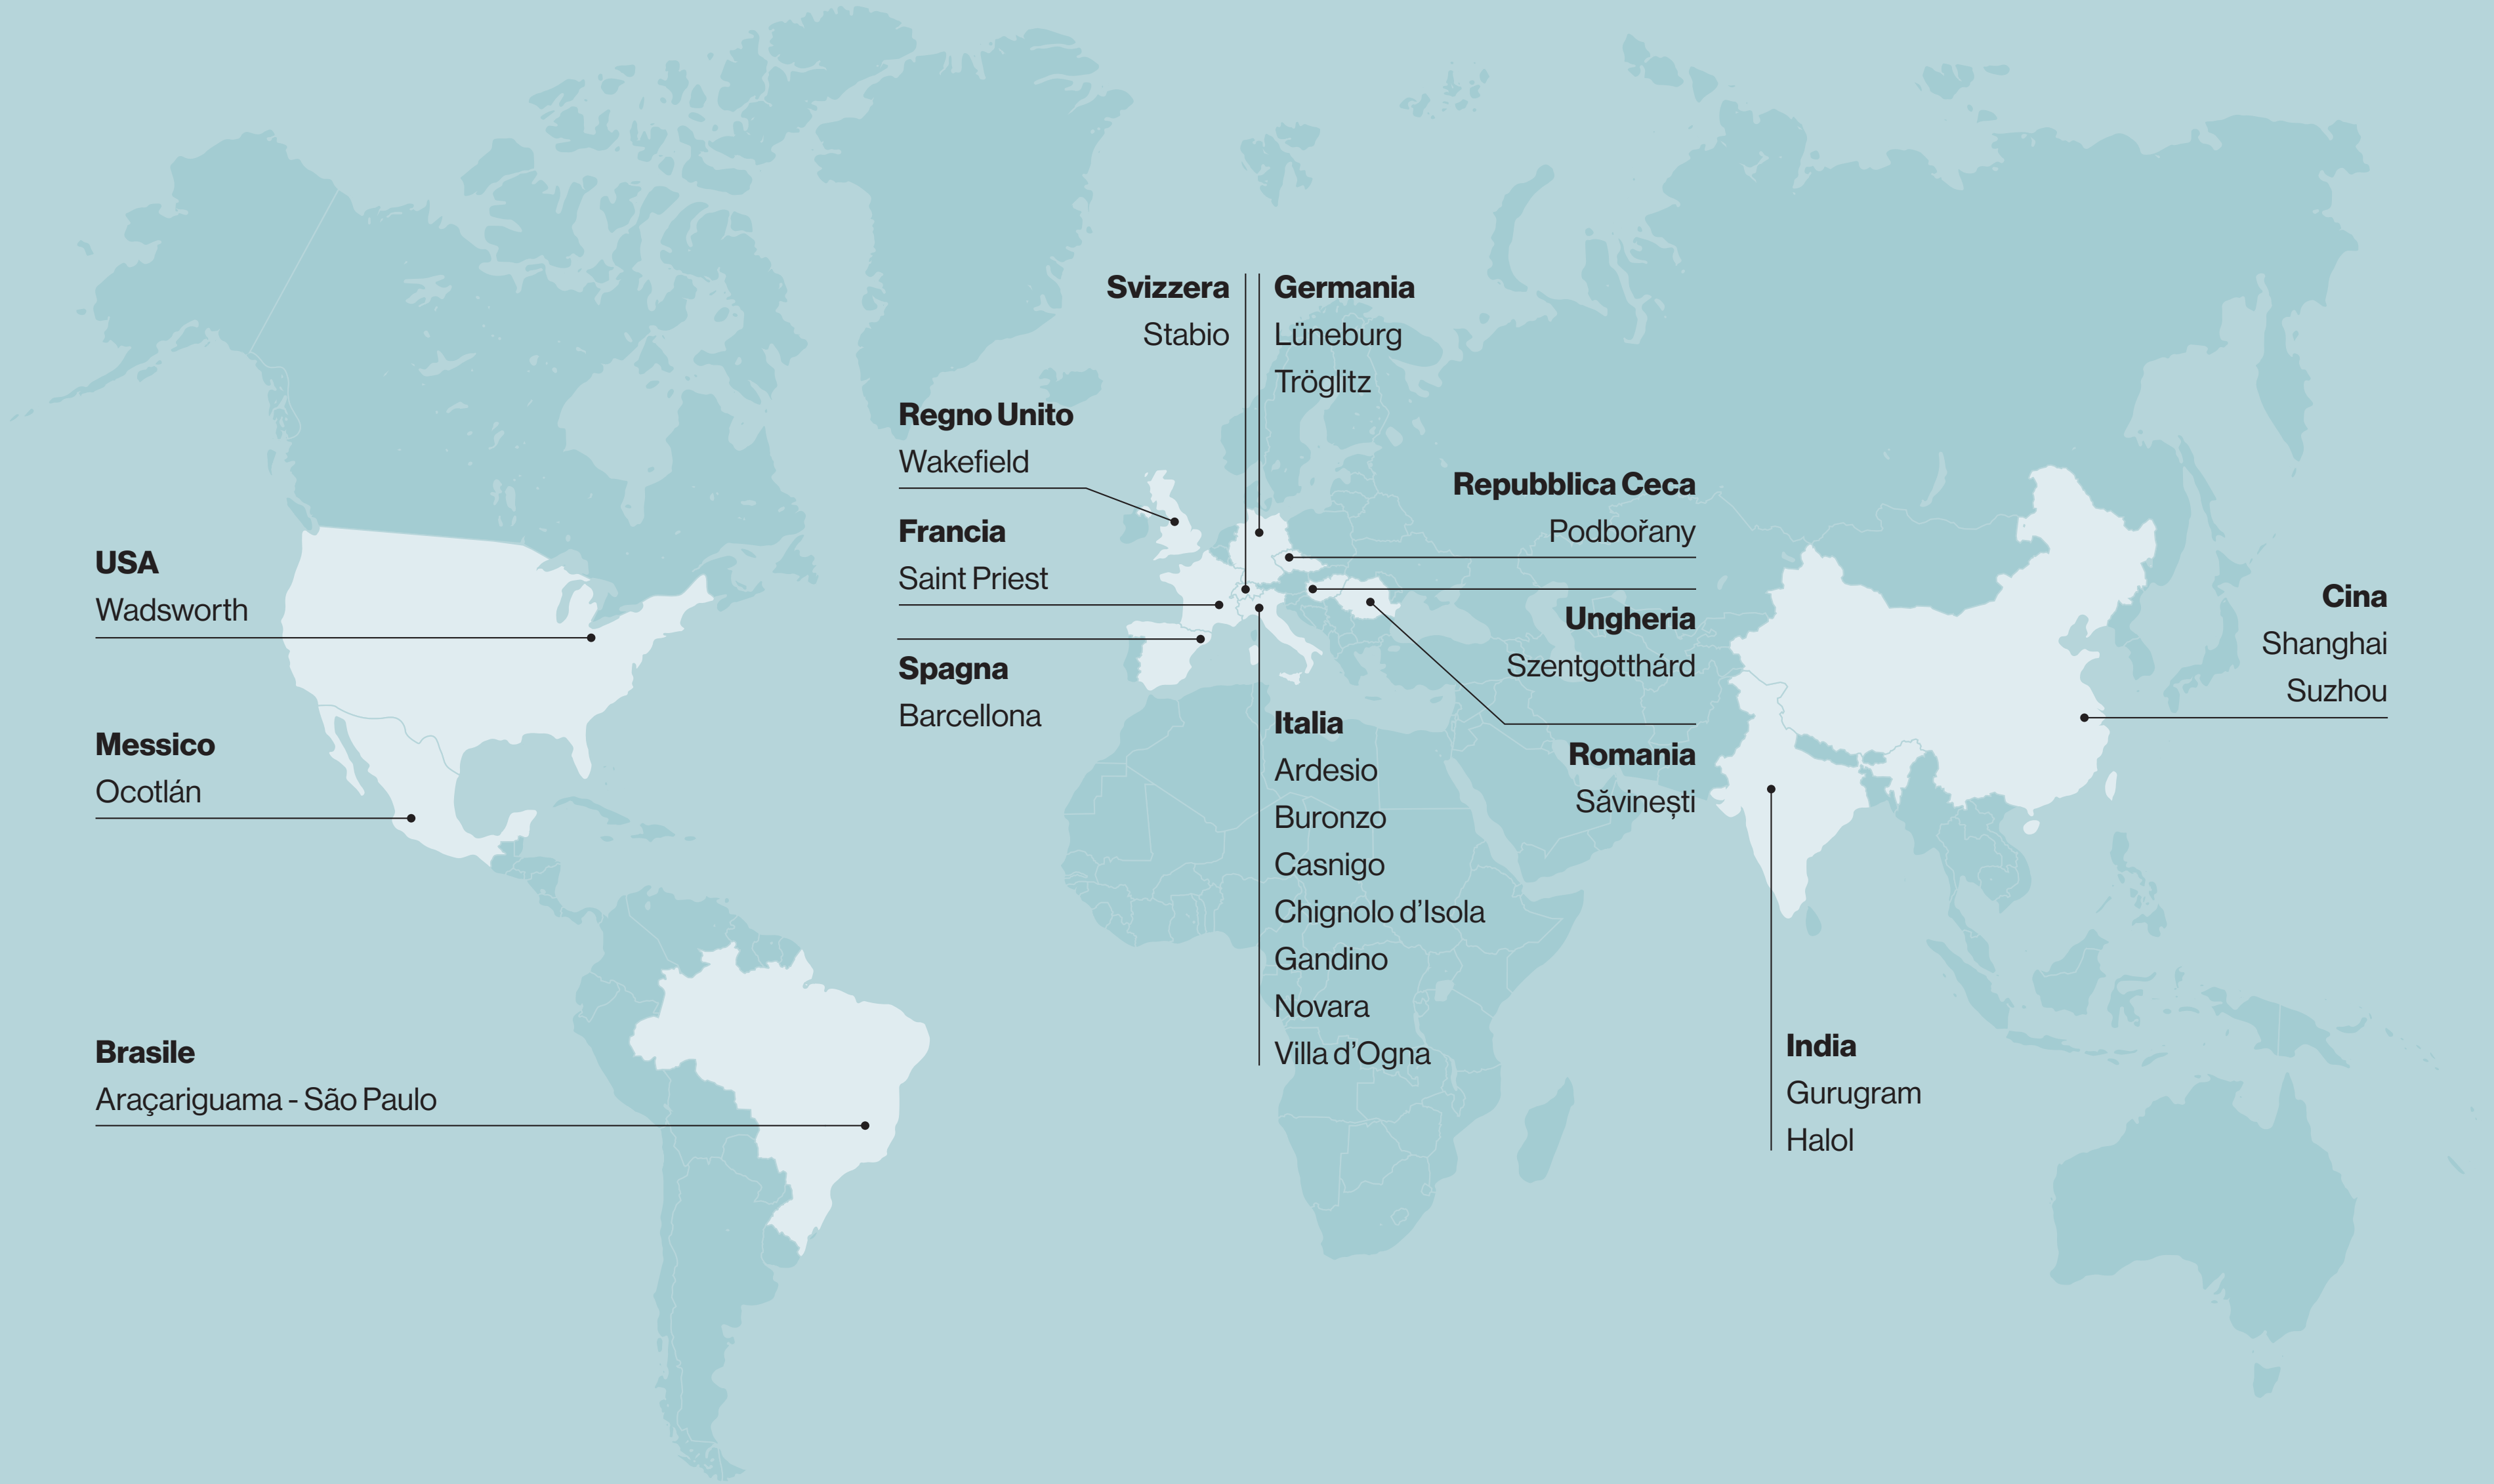 Svizzera
Stabio
Germania
Lüneburg
Tröglitz
Regno Unito
Wakefield
Francia
Saint Priest
Spagna
Barcellona
Repubblica Ceca
Podbořany
Ungheria
Szentgotthárd
Romania
Săvinești
Italia
Ardesio
Buronzo
Casnigo
Chignolo d’Isola
Gandino
Novara
Villa d’Ogna
USA
Wadsworth
Messico
Ocotlán
Brasile
Araçariguama - São Paulo
Cina
Shanghai
Suzhou
India
Gurugram
Halol